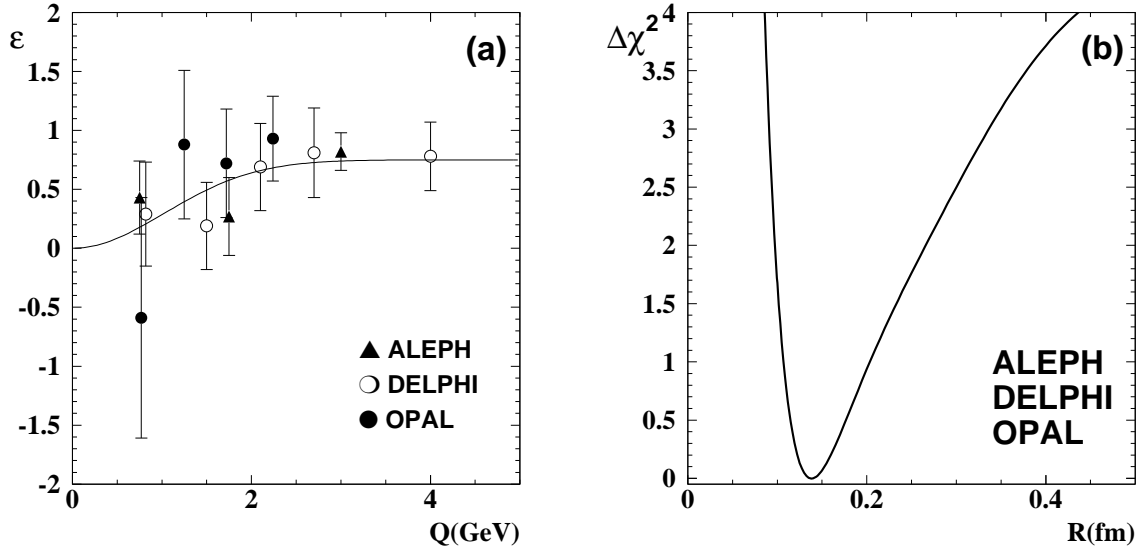 ε
(a)
2
1.5
1
0.5
0
-0.5
-1
-1.5
-2
ALEPH
DELPHI
OPAL
0
2
4
Q(GeV)
Δχ²
(b)
4
3.5
3
2.5
2
1.5
1
0.5
0
ALEPH
DELPHI
OPAL
0
0.2
0.4
R(fm)